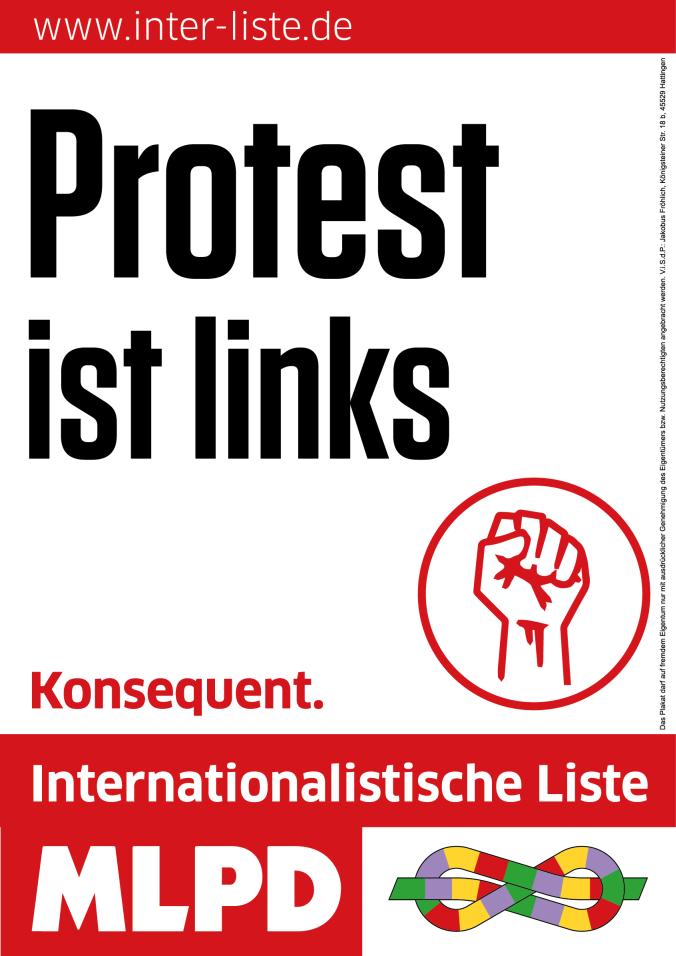 www.inter-liste.de
Protest
ist links
Konsequent.
Internationalistische Liste
MLPD
Das Plakat darf auf fremdem Eigentum nur mit ausdrücklicher Genehmigung des Eigentümers bzw. Nutzungsberechtigten angebracht werden. V.i.S.d.P.: Jakobus Fröhlich, Königsteiner Str. 18 b, 45529 Hattingen